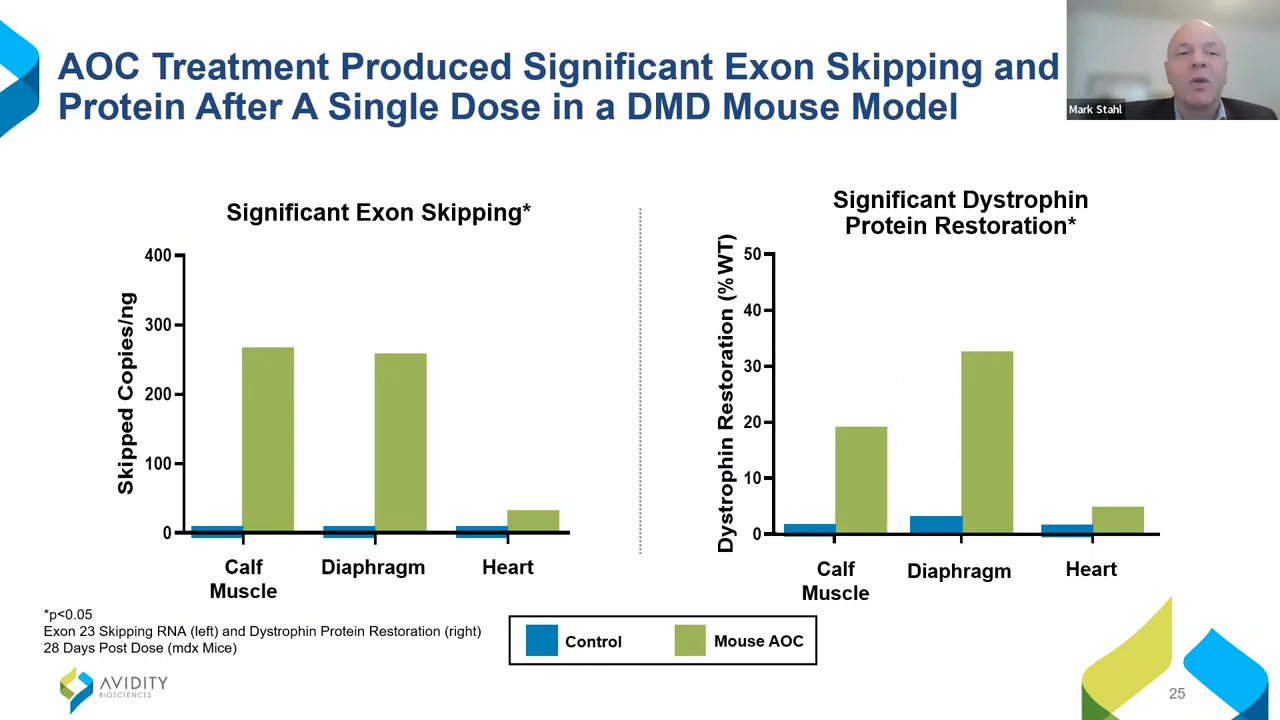 AOC Treatment Produced Significant Exon Skipping and
Protein After A Single Dose in a DMD Mouse Model
Mark Stahl
Significant Exon Skipping*
Skipped Copies/ng
400
300
200
100
0
Calf
Muscle
Diaphragm
Heart
Significant Dystrophin
Protein Restoration*
Dystrophin Restoration (%WT)
50
40
30
20
10
0
Calf
Muscle
Diaphragm
Heart
*p<0.05
Exon 23 Skipping RNA (left) and Dystrophin Protein Restoration (right)
28 Days Post Dose (mdx Mice)
Control
Mouse AOC
AVIDITY
BIOSCIENCES
25